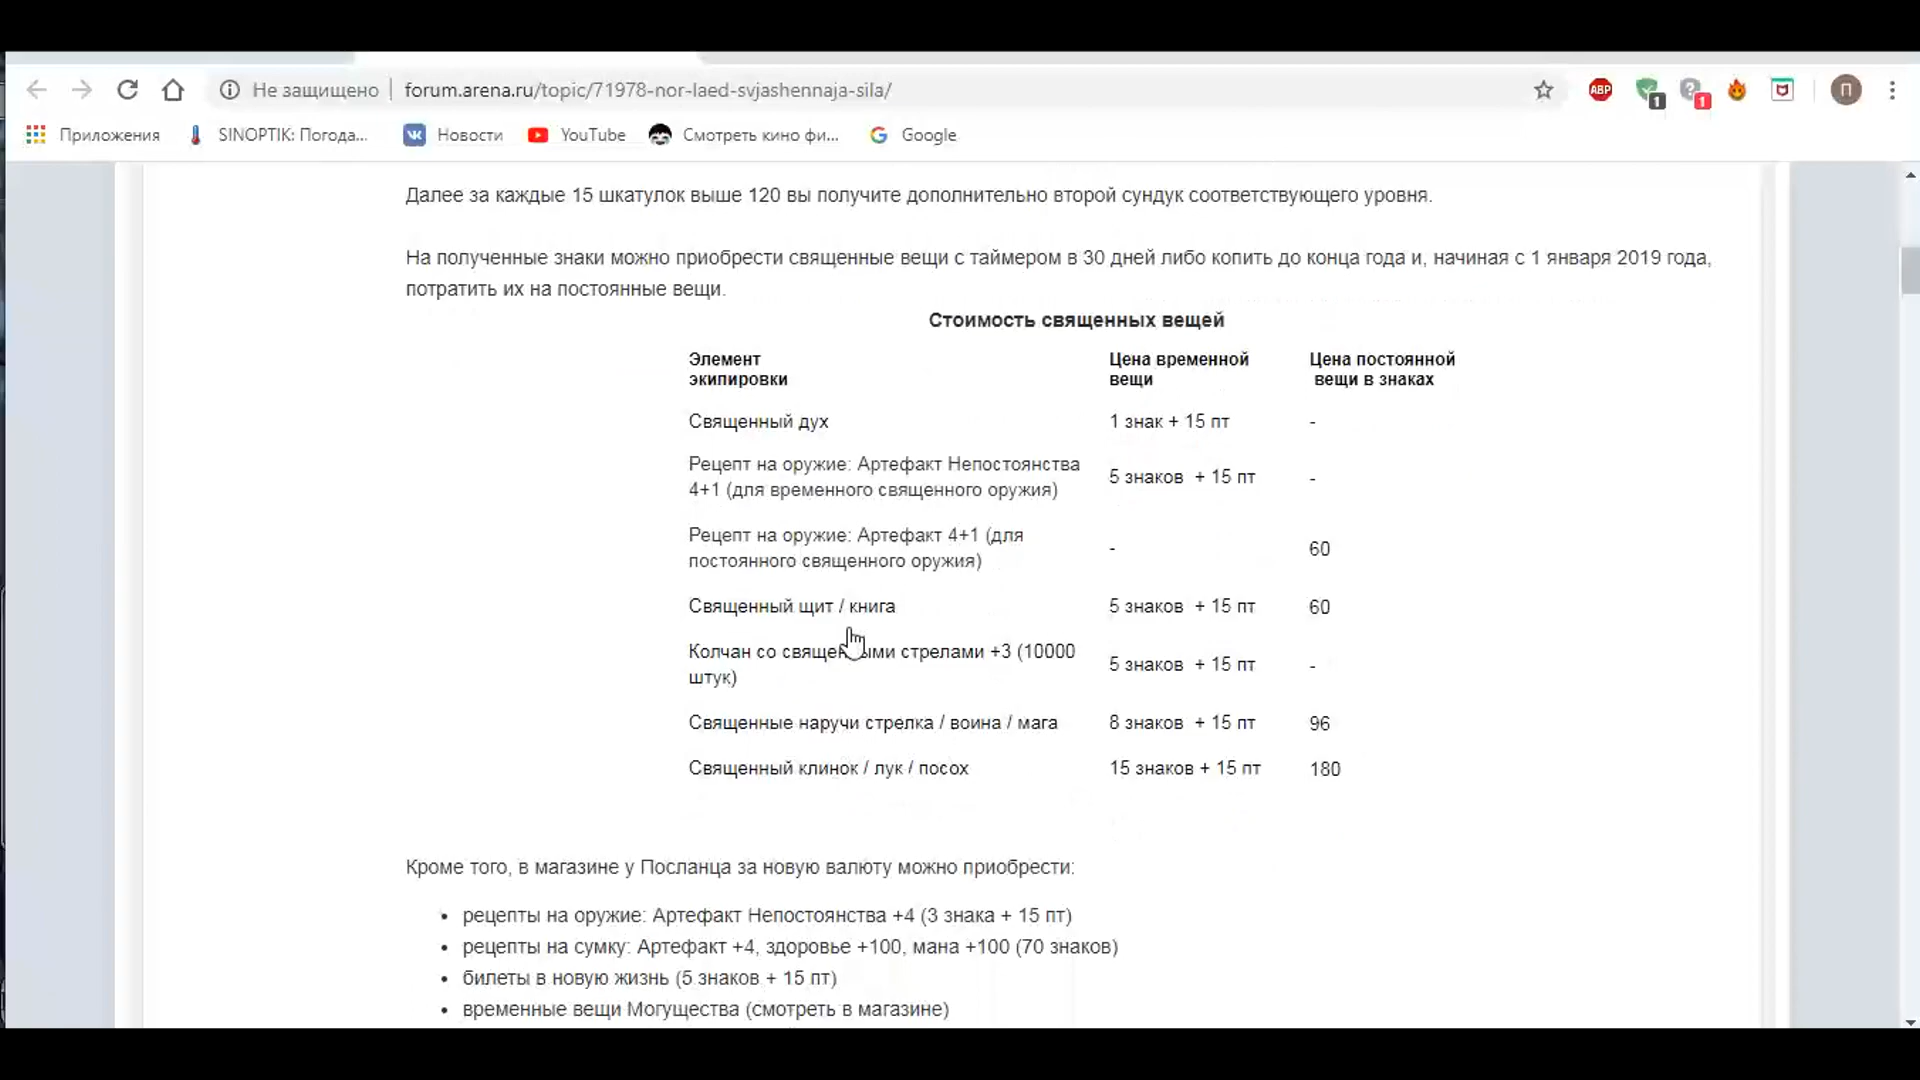 Не защищено
forum.arena.ru/topic/71978-nor-laed-svjashennaja-sila/
ABP
1
1
П
Приложения
SINOPTIK: Погода...
Новости
YouTube
Смотреть кино фи...
Google
Далее за каждые 15 шкатулок выше 120 вы получите дополнительно второй сундук соответствующего уровня.
На полученные знаки можно приобрести священные вещи с таймером в 30 дней либо копить до конца года и, начиная с 1 января 2019 года,
потратить их на постоянные вещи.
Стоимость священных вещей
Элемент
экипировки
Цена временной
вещи
Цена постоянной
вещи в знаках
Священный дух
1 знак + 15 пт
-
Рецепт на оружие: Артефакт Непостоянства
4+1 (для временного священного оружия)
5 знаков + 15 пт
-
Рецепт на оружие: Артефакт 4+1 (для
постоянного священного оружия)
-
60
Священный щит / книга
5 знаков + 15 пт
60
Колчан со священными стрелами +3 (10000
штук)
5 знаков + 15 пт
-
Священные наручи стрелка / воина / мага
8 знаков + 15 пт
96
Священный клинок / лук / посох
15 знаков + 15 пт
180
Кроме того, в магазине у Посланца за новую валюту можно приобрести:
• рецепты на оружие: Артефакт Непостоянства +4 (3 знака + 15 пт)
• рецепты на сумку: Артефакт +4, здоровье +100, мана +100 (70 знаков)
• билеты в новую жизнь (5 знаков + 15 пт)
• временные вещи Могущества (смотреть в магазине)